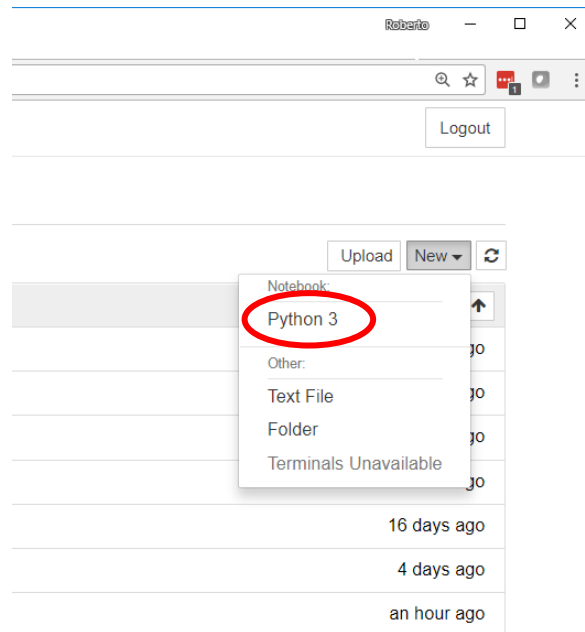 Roberto
1
Logout
Upload New
Notebook:
Python 3
go
Other:
Text File
go
Folder
go
Terminals Unavailable
go
16 days ago
4 days ago
an hour ago